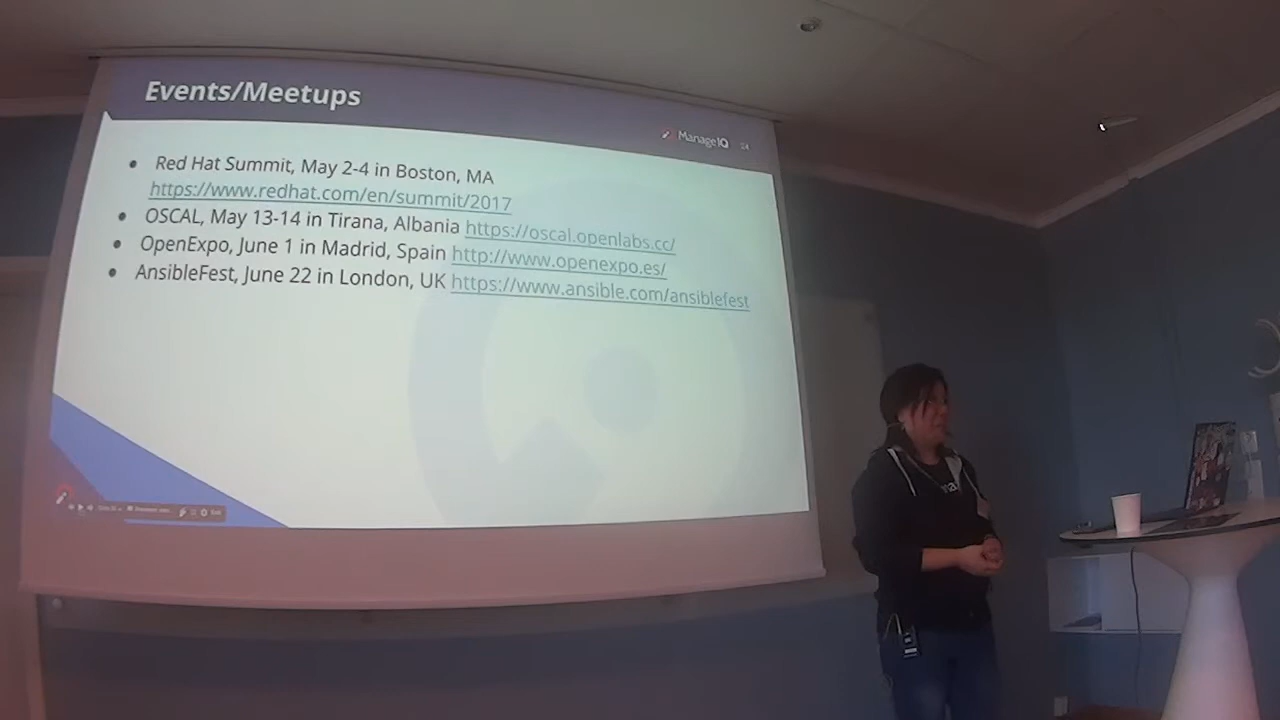 Events/Meetups
ManageIQ 24
Red Hat Summit, May 2-4 in Boston, MA
https://www.redhat.com/en/summit/2017
OSCAL, May 13-14 in Tirana, Albania https://oscal.openlabs.cc/
OpenExpo, June 1 in Madrid, Spain http://www.openexpo.es/
AnsibleFest, June 22 in London, UK https://www.ansible.com/ansiblefest